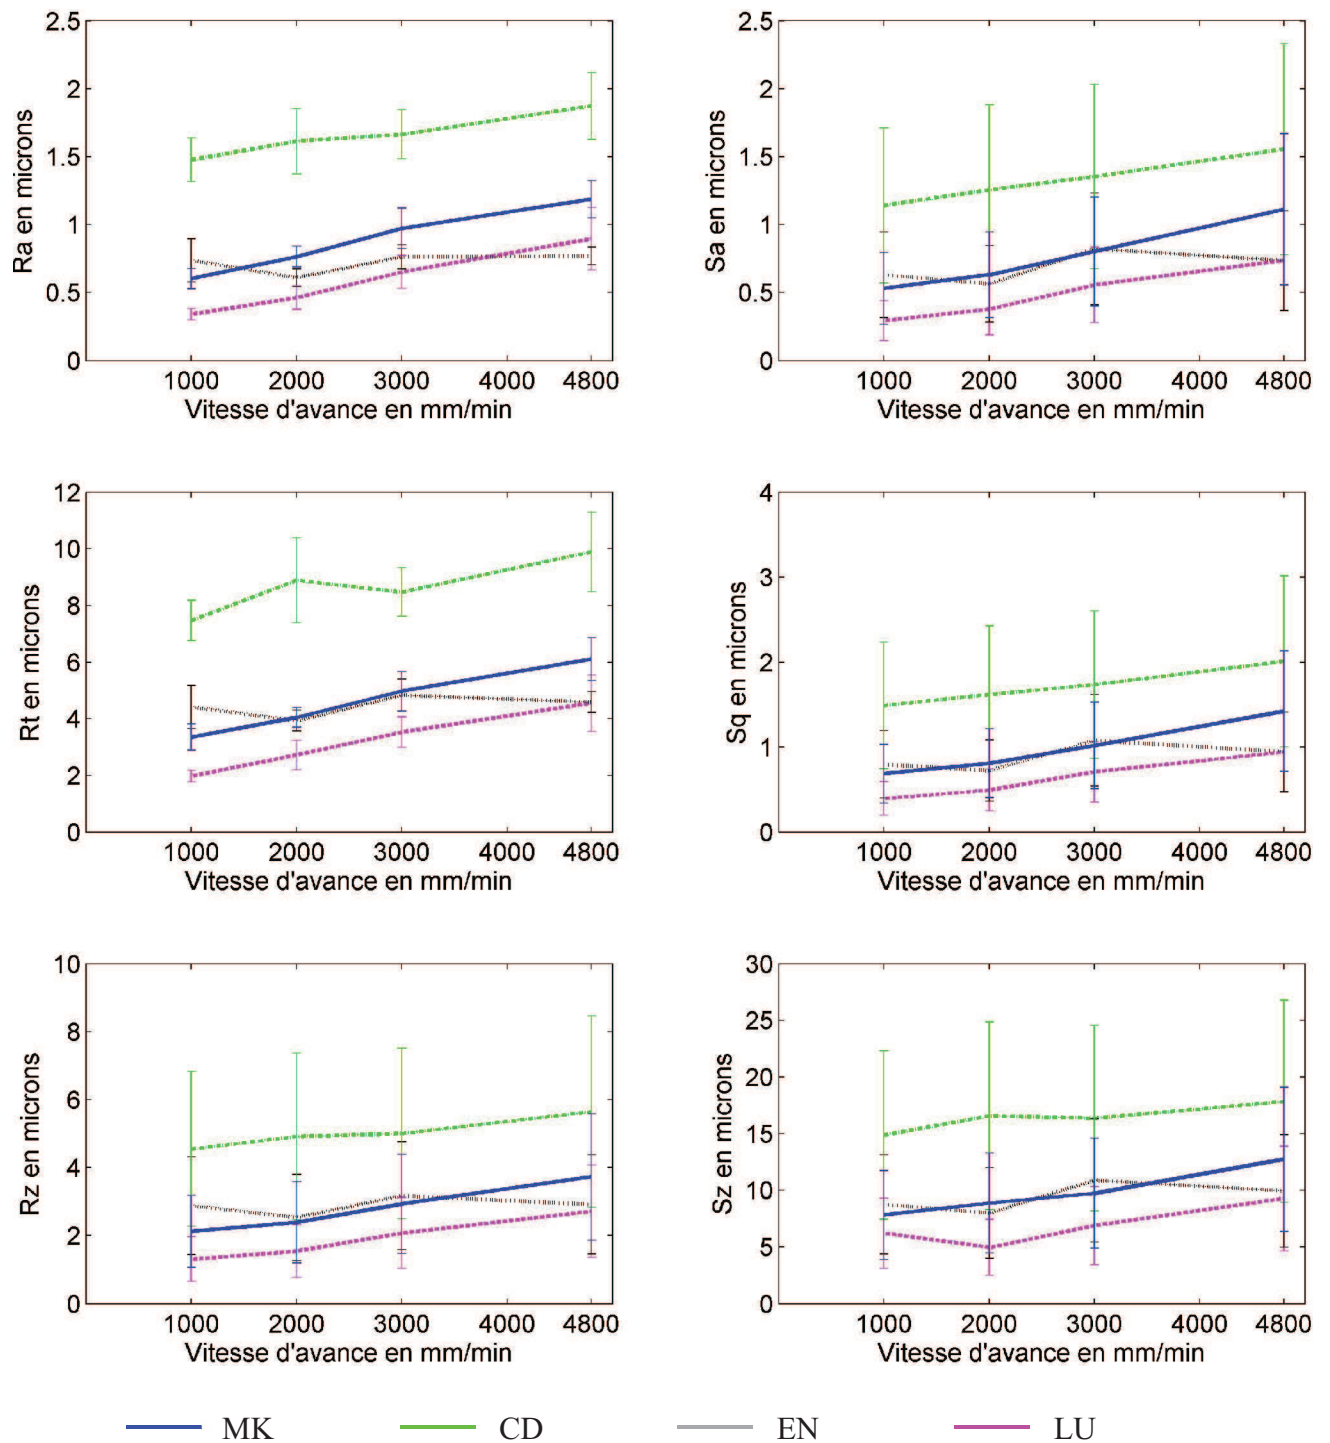 2.5
2
1.5
1
0.5
0
Ra en microns
1000 2000 3000 4000 4800
Vitesse d'avance en mm/min
2.5
2
1.5
1
0.5
0
Sa en microns
1000 2000 3000 4000 4800
Vitesse d'avance en mm/min
12
10
8
6
4
2
0
Rt en microns
1000 2000 3000 4000 4800
Vitesse d'avance en mm/min
4
3
2
1
0
Sq en microns
1000 2000 3000 4000 4800
Vitesse d'avance en mm/min
10
8
6
4
2
0
Rz en microns
1000 2000 3000 4000 4800
Vitesse d'avance en mm/min
30
25
20
15
10
5
0
Sz en microns
1000 2000 3000 4000 4800
Vitesse d'avance en mm/min
MK CD EN LU